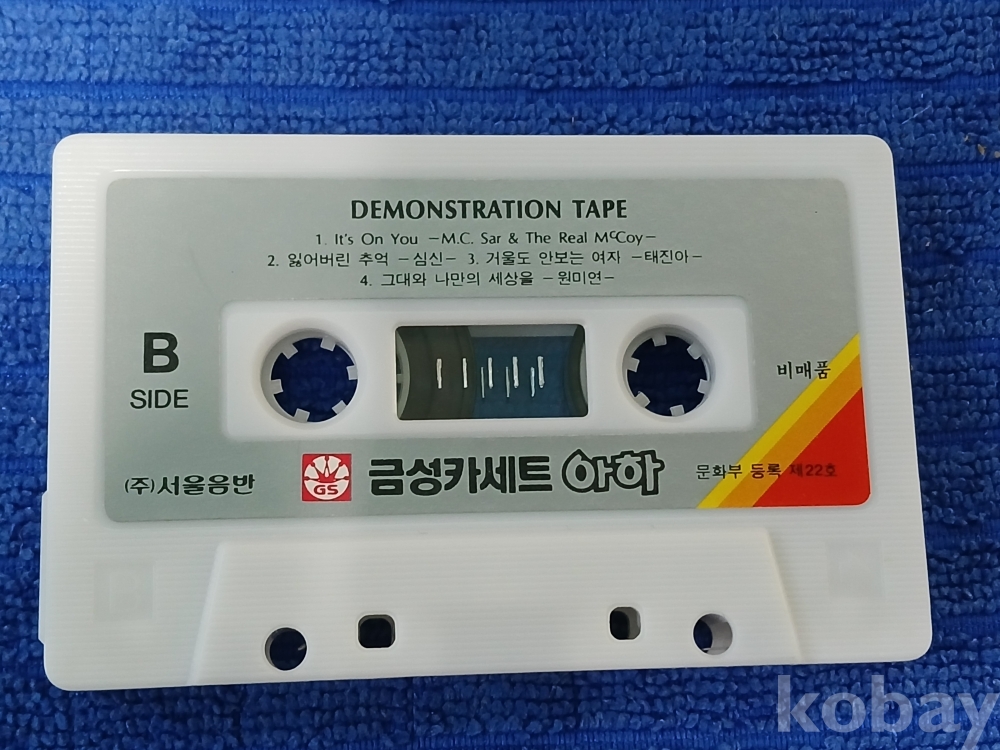 DEMONSTRATION TAPE
1. It's On You -M.C. Sar & The Real McCoy-
2. 잃어버린 추억 -심신- 3. 거울도 안보는 여자 -태진아-
4. 그대와 나만의 세상을 -원미연-
B
SIDE
비매품
(주)서울음반
GS
금성카세트 아하
문화부 등록 제22호
kobay